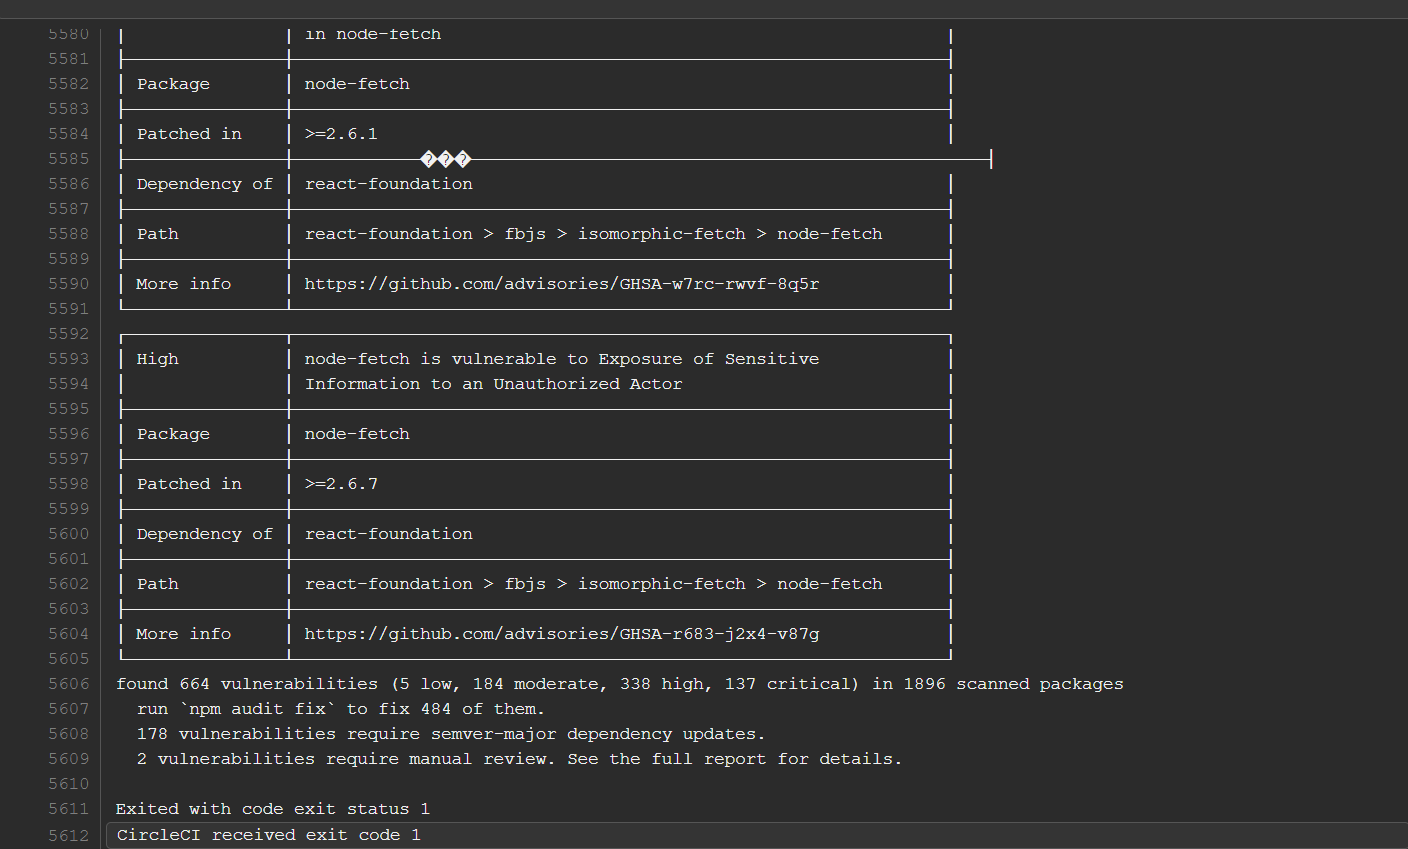 5580 in node-fetch
5581
5582 Package node-fetch
5583
5584 Patched in >=2.6.1
5585 ���
5586 Dependency of react-foundation
5587
5588 Path react-foundation > fbjs > isomorphic-fetch > node-fetch
5589
5590 More info https://github.com/advisories/GHSA-w7rc-rwvf-8q5r
5591
5592
5593 High node-fetch is vulnerable to Exposure of Sensitive
5594 Information to an Unauthorized Actor
5595
5596 Package node-fetch
5597
5598 Patched in >=2.6.7
5599
5600 Dependency of react-foundation
5601
5602 Path react-foundation > fbjs > isomorphic-fetch > node-fetch
5603
5604 More info https://github.com/advisories/GHSA-r683-j2x4-v87g
5605
5606 found 664 vulnerabilities (5 low, 184 moderate, 338 high, 137 critical) in 1896 scanned packages
5607 run `npm audit fix` to fix 484 of them.
5608 178 vulnerabilities require semver-major dependency updates.
5609 2 vulnerabilities require manual review. See the full report for details.
5610
5611 Exited with code exit status 1
5612 CircleCI received exit code 1